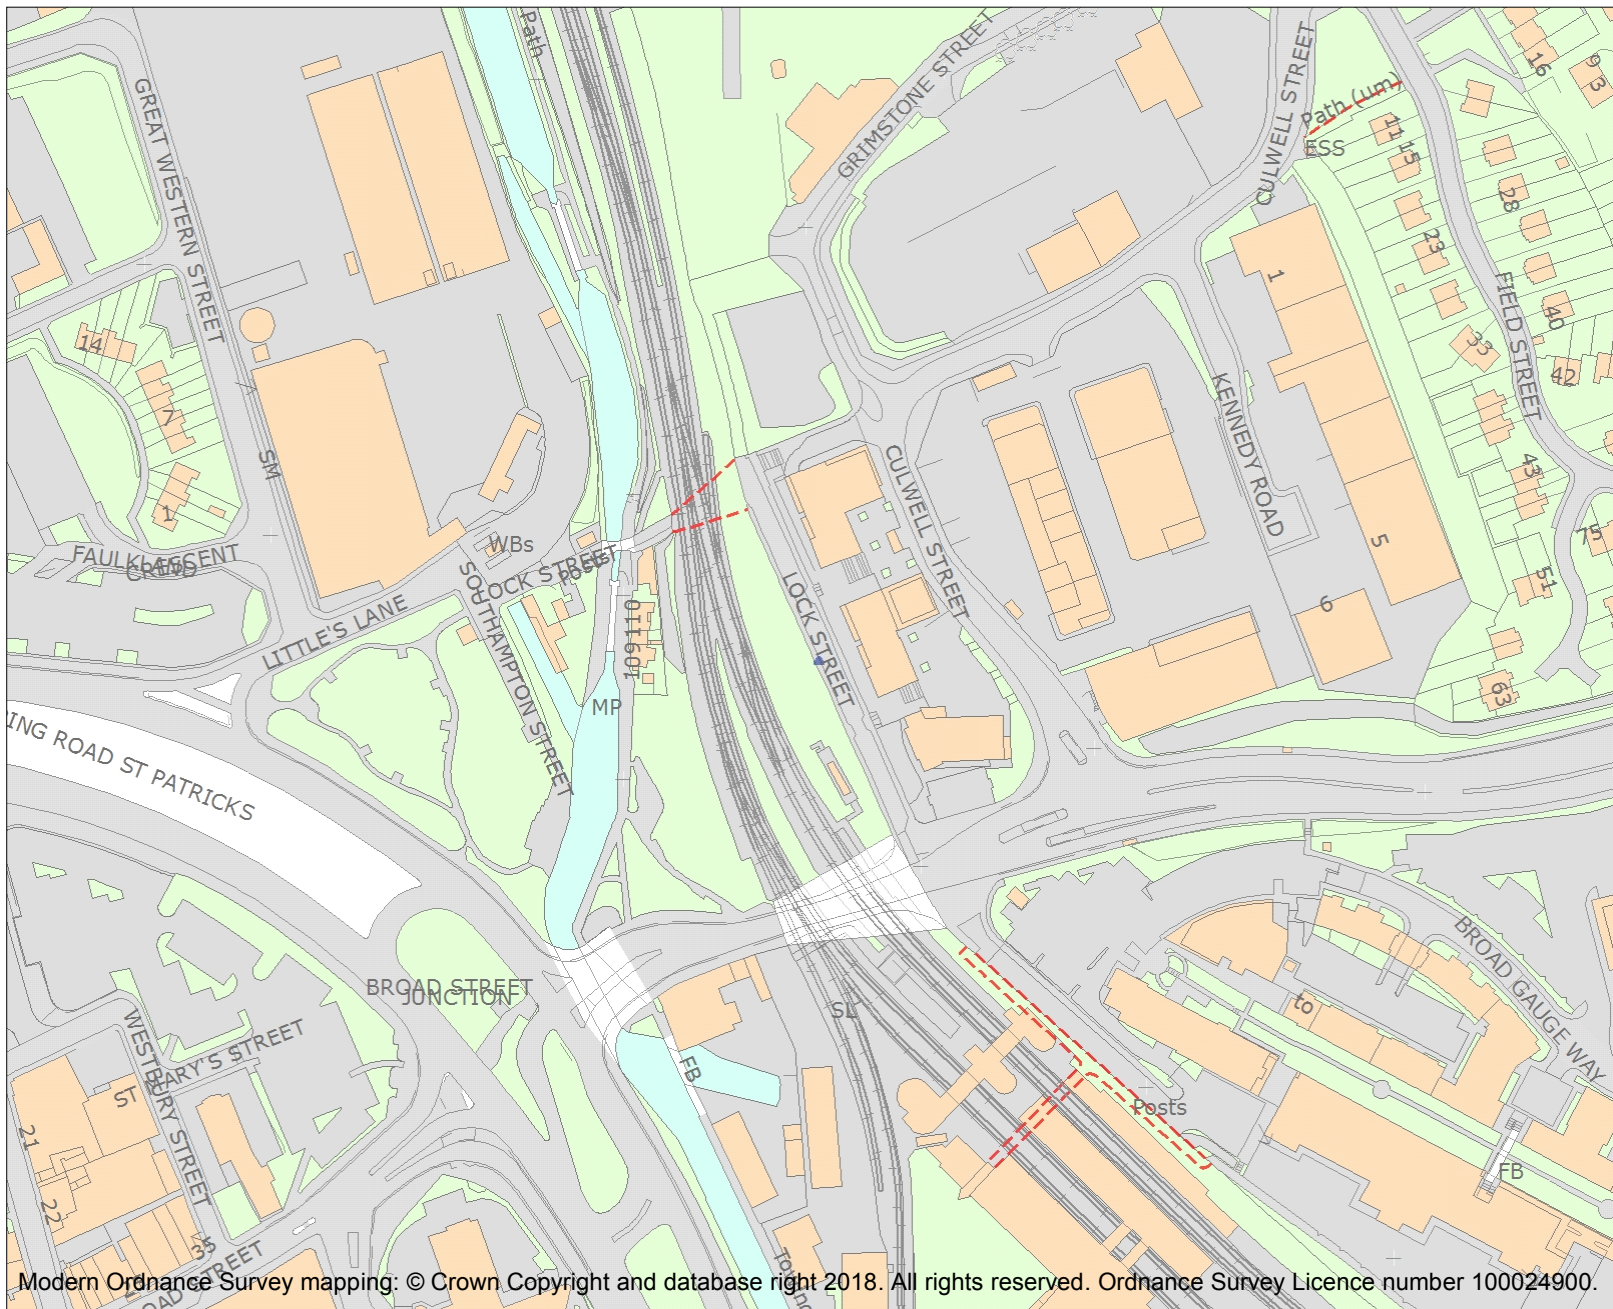 Path
GREAT WESTERN STREET
GRIMSTONE STREET
CULWELL STREET
Path (um)
ESS
16
9
3
11
15
28
23
1
FIELD STREET
40
33
42
14
7
SM
KENNEDY ROAD
CULWELL STREET
43
1
WBs
LOCK STREET
Posts
5
75
51
FAULKLAND
CRESCENT
LITTLE'S LANE
SOUTHAMPTON STREET
109
110
LOCK STREET
6
63
MP
RING ROAD ST PATRICKS
BROAD STREET
JUNCTION
SL
BROAD GAUGE WAY
to
WESTBURY STREET
ST MARY'S STREET
FB
Posts
FB
21
22
35
Modern Ordnance Survey mapping: © Crown Copyright and database right 2018. All rights reserved. Ordnance Survey Licence number 100024900.